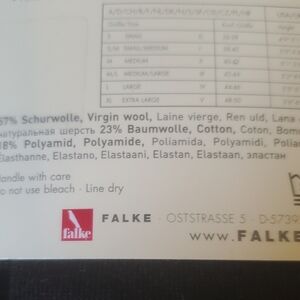 S SMALL
S/M SMALL/MEDIUM
M MEDIUM
M/L MEDIUM/LARGE
L LARGE
XL EXTRA LARGE
57% Schurwolle, Virgin wool, Laine vierge, Ren uld, Lana
натуральная шерсть 23% Baumwolle, Cotton, Coton, Bom
18% Polyamid, Polyamide, Poliamida, Polyamidi, Polia
Elasthanne, Elastano, Elastaani, Elastan, Elastaan, эластан
Handle with care
Do not use bleach · Line dry
falke
FALKE · OSTSTRASSE 5 · D-5739
WWW.FALKE